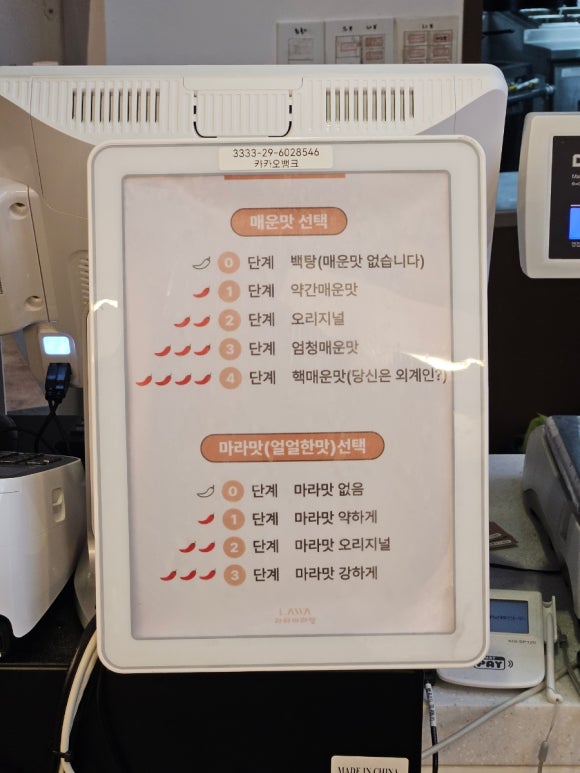 3333-29-6028546
카카오뱅크
매운맛 선택
0 단계 백탕(매운맛 없습니다)
1 단계 약간매운맛
2 단계 오리지널
3 단계 엄청매운맛
4 단계 핵매운맛(당신은 외계인?)
마라맛(얼얼한맛)선택
0 단계 마라맛 없음
1 단계 마라맛 약하게
2 단계 마라맛 오리지널
3 단계 마라맛 강하게
라화마라탕
PAY
MADE IN CHINA